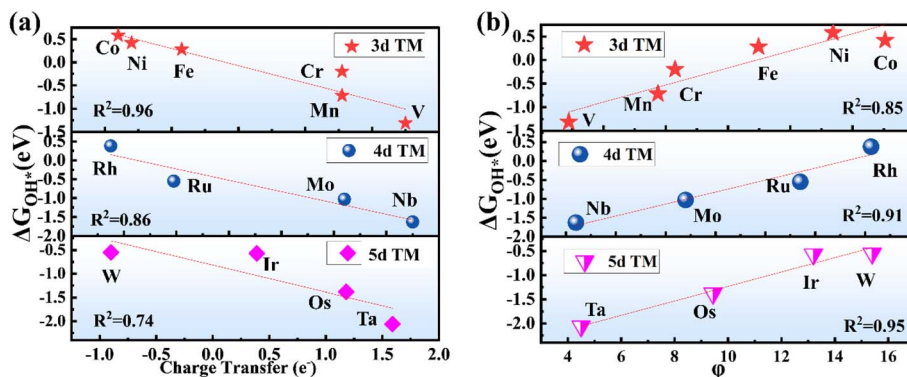 (a)
0.5
0.0
-0.5
-1.0
-1.5
Co
Ni
Fe
Cr
Mn
V
3d TM
R²=0.96
0.5
0.0
-0.5
-1.0
-1.5
-2.0
Rh
Ru
Mo
Nb
4d TM
R²=0.86
-0.5
-1.0
-1.5
-2.0
W
Ir
Os
Ta
5d TM
R²=0.74
ΔG_OH* (eV)
-1.0 -0.5 0.0 0.5 1.0 1.5 2.0
Charge Transfer (e⁻)
(b)
0.5
0.0
-0.5
-1.0
-1.5
V
Mn
Cr
Fe
Ni
Co
3d TM
R²=0.85
0.5
0.0
-0.5
-1.0
-1.5
-2.0
Nb
Mo
Ru
Rh
4d TM
R²=0.91
-0.5
-1.0
-1.5
-2.0
Ta
Os
Ir
W
5d TM
R²=0.95
ΔG_OH* (eV)
4 6 8 10 12 14 16
φ